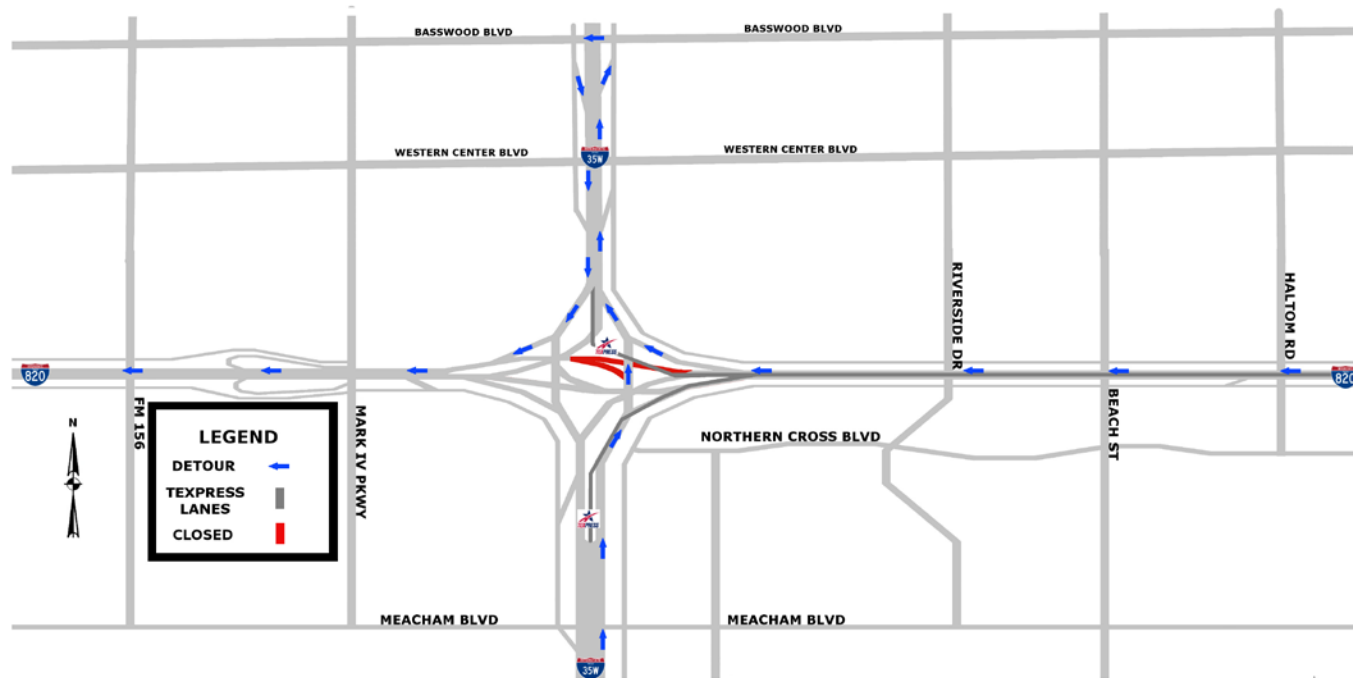 BASSWOOD BLVD
BASSWOOD BLVD
WESTERN CENTER BLVD
35W
WESTERN CENTER BLVD
RIVERSIDE DR
HALTOM RD
820
820
FM 156
MARK IV PKWY
BEACH ST
NORTHERN CROSS BLVD
N
LEGEND
DETOUR
TEXPRESS
LANES
CLOSED
MEACHAM BLVD
MEACHAM BLVD
35W